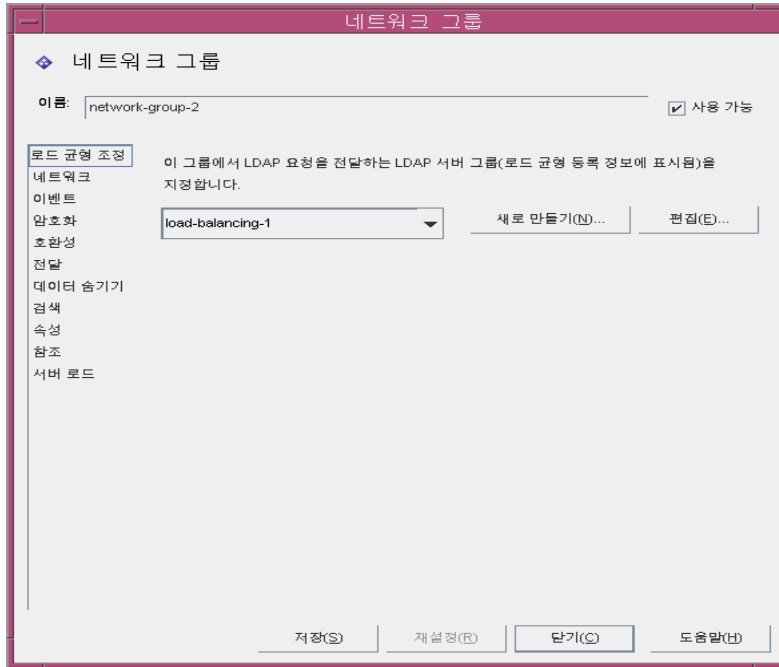 네트워크 그룹
네트워크 그룹
이름: network-group-2 사용 가능
로드 균형 조정
네트워크
이벤트
암호화
호환성
전달
데이터 숨기기
검색
속성
참조
서버 로드
이 그룹에서 LDAP 요청을 전달하는 LDAP 서버 그룹(로드 균형 등록 정보에 표시됨)을
지정합니다.
load-balancing-1 새로 만들기(N)... 편집(E)...
저장(S) 재설정(R) 닫기(C) 도움말(H)